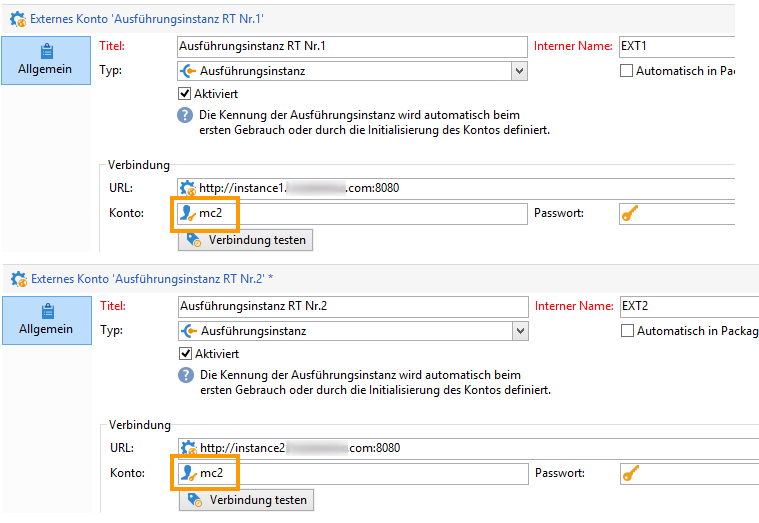 Externes Konto 'Ausführungsinstanz RT Nr.1'
Allgemein
Titel: Ausführungsinstanz RT Nr.1 Interner Name: EXT1
Typ: Ausführungsinstanz Automatisch in
Aktiviert
Die Kennung der Ausführungsinstanz wird automatisch beim
ersten Gebrauch oder durch die Initialisierung des Kontos definiert.
Verbindung
URL: http://instance1. .com:8080
Konto: mc2 Passwort:
Verbindung testen
Externes Konto 'Ausführungsinstanz RT Nr.2' *
Allgemein
Titel: Ausführungsinstanz RT Nr.2 Interner Name: EXT2
Typ: Ausführungsinstanz Automatisch in Packag
Aktiviert
Die Kennung der Ausführungsinstanz wird automatisch beim
ersten Gebrauch oder durch die Initialisierung des Kontos definiert.
Verbindung
URL: http://instance2 .com:8080
Konto: mc2 Passwort:
Verbindung testen